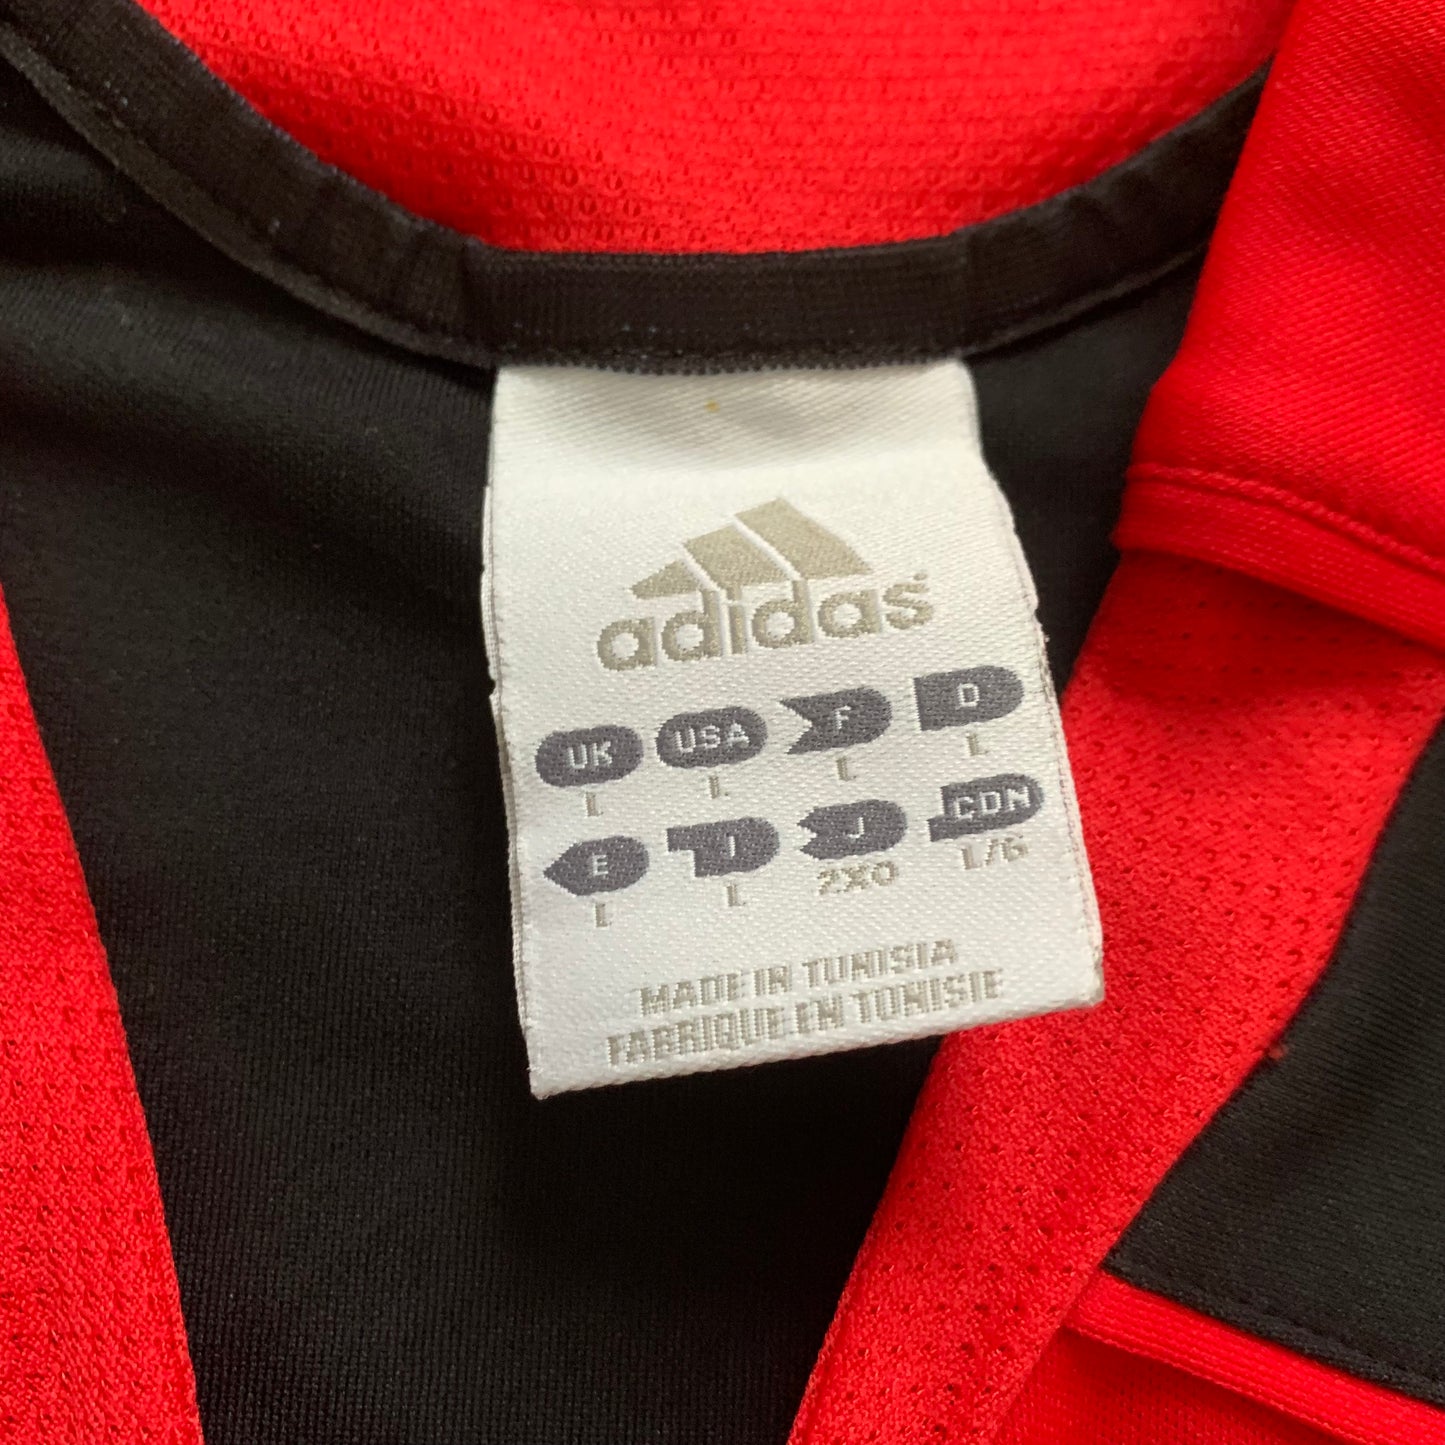 adidas
UK USA F D
L L L L
E I J CDN
L L 2XO L/G
MADE IN TUNISIA
FABRIQUE EN TUNISIE